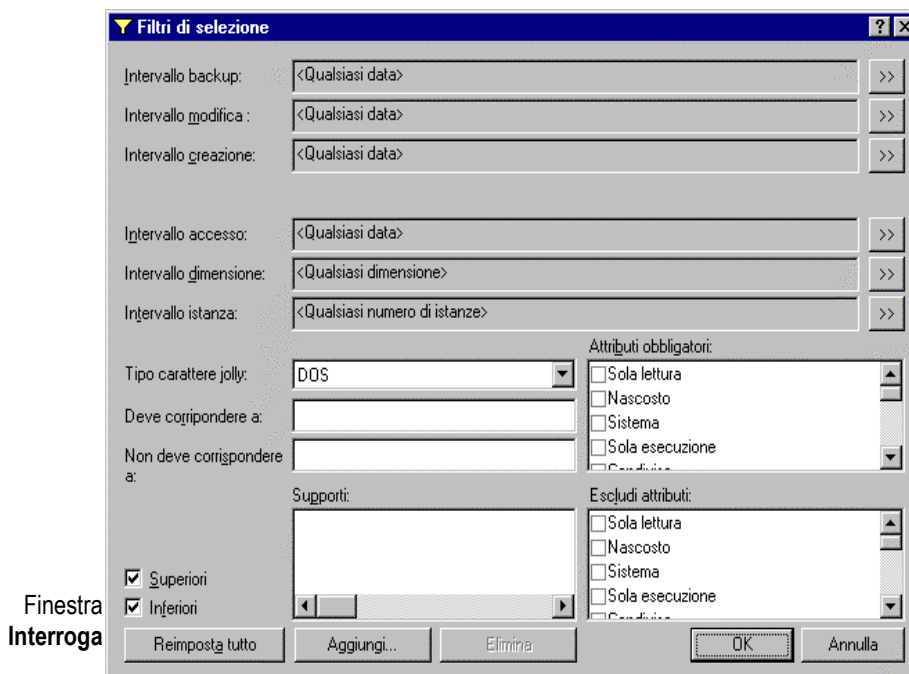 Filtri di selezione
Intervallo backup: <Qualsiasi data> >>
Intervallo modifica : <Qualsiasi data> >>
Intervallo creazione: <Qualsiasi data> >>
Intervallo accesso: <Qualsiasi data> >>
Intervallo dimensione: <Qualsiasi dimensione> >>
Intervallo istanza: <Qualsiasi numero di istanze> >>
Tipo carattere jolly: DOS
Deve corripondere a:
Non deve corrispondere
a:
Attributi obbligatori:
Sola lettura
Nascosto
Sistema
Sola esecuzione
Supporti:
Escludi attributi:
Sola lettura
Nascosto
Sistema
Sola esecuzione
Superiori
Inferiori
Finestra
Interroga
Reimposta tutto Aggiungi... Elimina OK Annulla